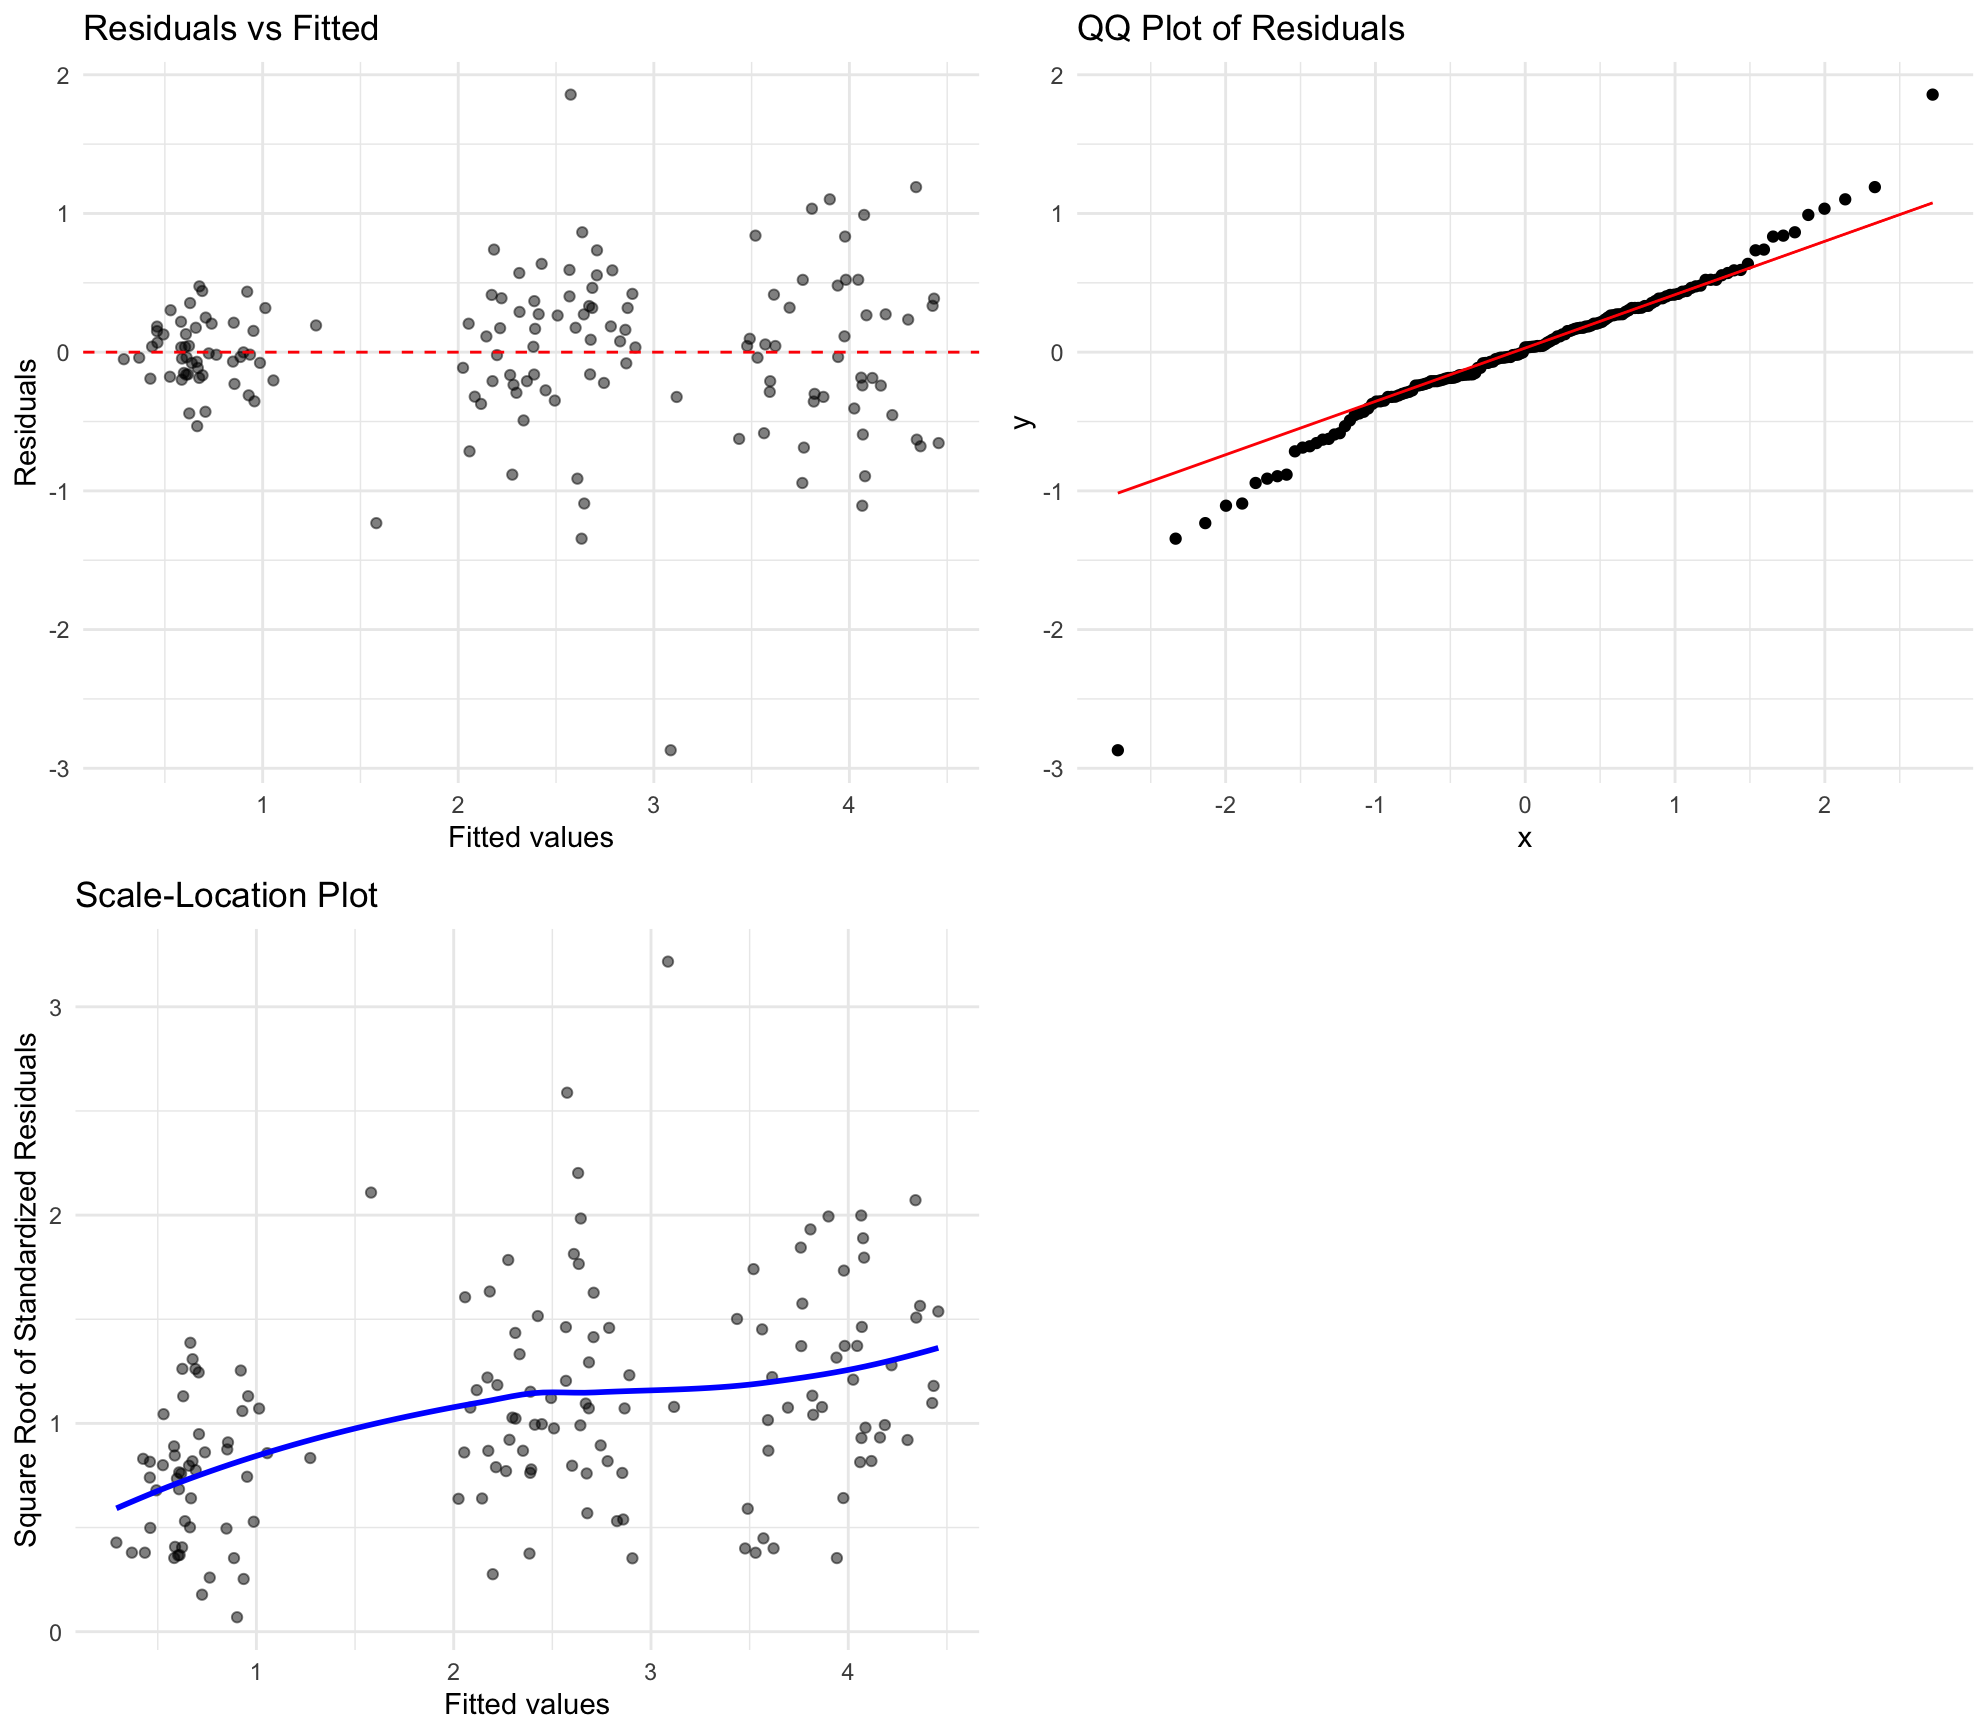 Residuals vs Fitted
2
1
0
-1
-2
-3
Residuals
1 2 3 4
Fitted values
QQ Plot of Residuals
2
1
0
-1
-2
-3
y
-2 -1 0 1 2
x
Scale-Location Plot
3
2
1
0
Square Root of Standardized Residuals
1 2 3 4
Fitted values